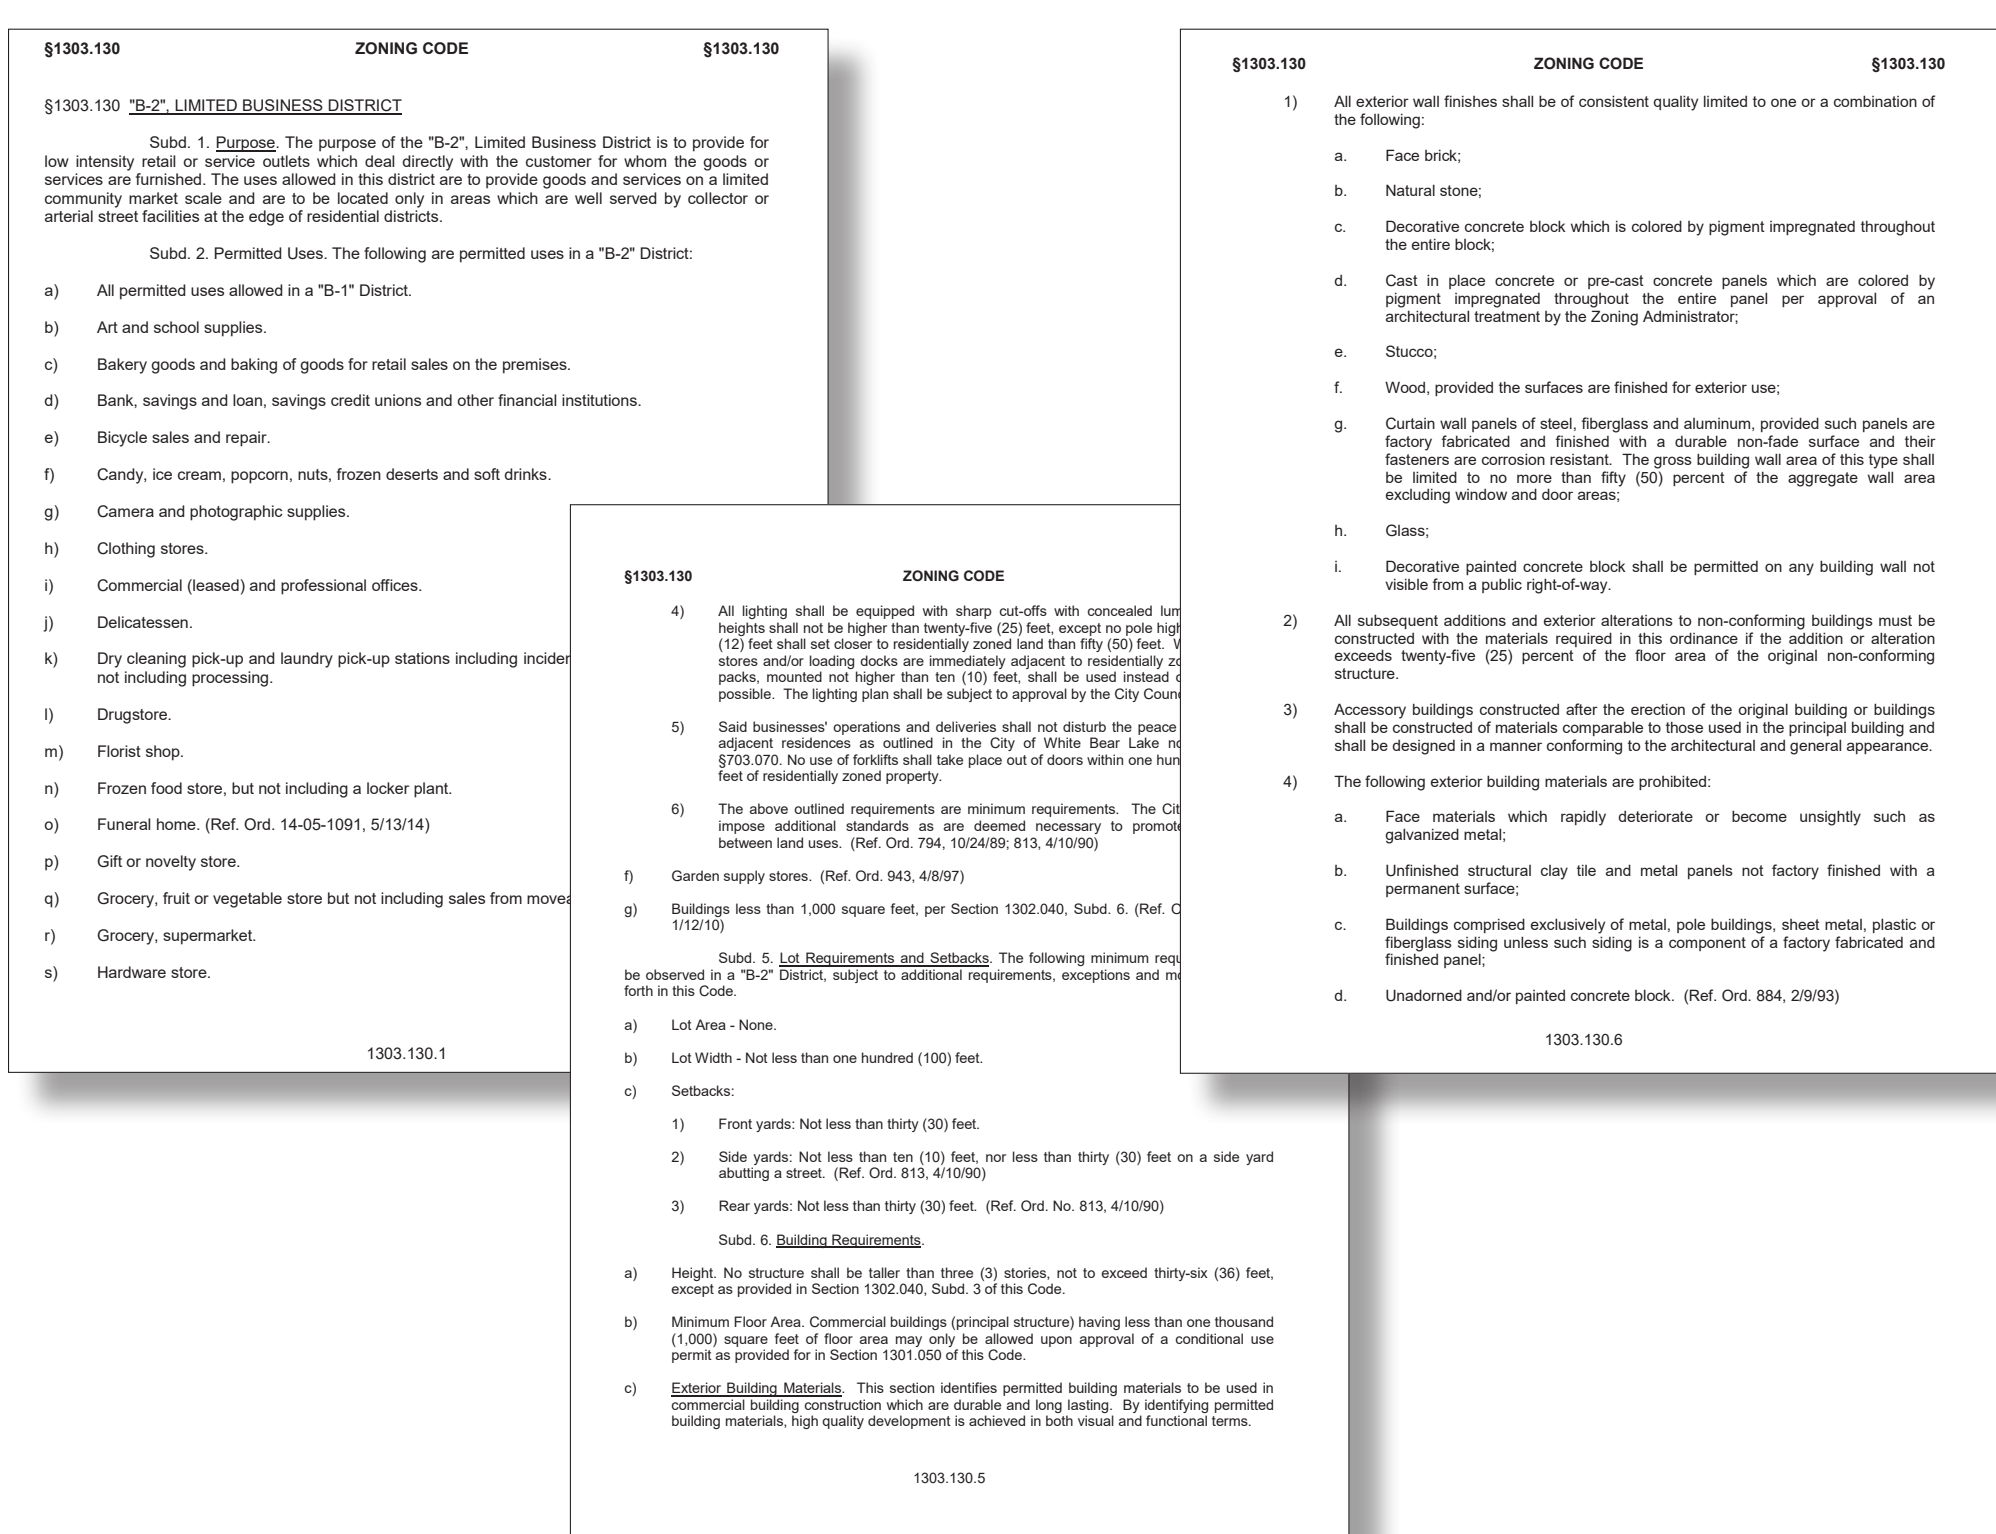 §1303.130 ZONING CODE §1303.130
§1303.130 "B-2", LIMITED BUSINESS DISTRICT
Subd. 1. Purpose. The purpose of the "B-2", Limited Business District is to provide for
low intensity retail or service outlets which deal directly with the customer for whom the goods or
services are furnished. The uses allowed in this district are to provide goods and services on a limited
community market scale and are to be located only in areas which are well served by collector or
arterial street facilities at the edge of residential districts.
Subd. 2. Permitted Uses. The following are permitted uses in a "B-2" District:
a) All permitted uses allowed in a "B-1" District.
b) Art and school supplies.
c) Bakery goods and baking of goods for retail sales on the premises.
d) Bank, savings and loan, savings credit unions and other financial institutions.
e) Bicycle sales and repair.
f) Candy, ice cream, popcorn, nuts, frozen deserts and soft drinks.
g) Camera and photographic supplies.
h) Clothing stores.
i) Commercial (leased) and professional offices.
j) Delicatessen.
k) Dry cleaning pick-up and laundry pick-up stations including
not including processing.
l) Drugstore.
m) Florist shop.
n) Frozen food store, but not including a locker plant.
o) Funeral home. (Ref. Ord. 14-05-1091, 5/13/14)
p) Gift or novelty store.
q) Grocery, fruit or vegetable store but not including sales from
r) Grocery, supermarket.
s) Hardware store.
1303.130.1
§1303.130 ZONING CODE
4) All lighting shall be equipped with sharp cut-offs with concealed
heights shall not be higher than twenty-five (25) feet, except no pole
(12) feet shall set closer to residentially zoned land than fifty (50) feet.
stores and/or loading docks are immediately adjacent to residentially
packs, mounted not higher than ten (10) feet, shall be used instead
possible. The lighting plan shall be subject to approval by the City
5) Said businesses' operations and deliveries shall not disturb the peace
adjacent residences as outlined in the City of White Bear Lake
§703.070. No use of forklifts shall take place out of doors within one
feet of residentially zoned property.
6) The above outlined requirements are minimum requirements. The
impose additional standards as are deemed necessary to
between land uses. (Ref. Ord. 794, 10/24/89; 813, 4/10/90)
f) Garden supply stores. (Ref. Ord. 943, 4/8/97)
g) Buildings less than 1,000 square feet, per Section 1302.040, Subd. 6. (Ref.
1/12/10)
Subd. 5. Lot Requirements and Setbacks. The following minimum
be observed in a "B-2" District, subject to additional requirements, exceptions and
forth in this Code.
a) Lot Area - None.
b) Lot Width - Not less than one hundred (100) feet.
c) Setbacks:
1) Front yards: Not less than thirty (30) feet.
2) Side yards: Not less than ten (10) feet, nor less than thirty (30) feet on a side yard
abutting a street. (Ref. Ord. 813, 4/10/90)
3) Rear yards: Not less than thirty (30) feet. (Ref. Ord. No. 813, 4/10/90)
Subd. 6. Building Requirements.
a) Height. No structure shall be taller than three (3) stories, not to exceed thirty-six (36) feet,
except as provided in Section 1302.040, Subd. 3 of this Code.
b) Minimum Floor Area. Commercial buildings (principal structure) having less than one thousand
(1,000) square feet of floor area may only be allowed upon approval of a conditional use
permit as provided for in Section 1301.050 of this Code.
c) Exterior Building Materials. This section identifies permitted building materials to be used in
commercial building construction which are durable and long lasting. By identifying permitted
building materials, high quality development is achieved in both visual and functional terms.
1303.130.5
§1303.130 ZONING CODE §1303.130
1) All exterior wall finishes shall be of consistent quality limited to one or a combination of
the following:
a. Face brick;
b. Natural stone;
c. Decorative concrete block which is colored by pigment impregnated throughout
the entire block;
d. Cast in place concrete or pre-cast concrete panels which are colored by
pigment impregnated throughout the entire panel per approval of an
architectural treatment by the Zoning Administrator;
e. Stucco;
f. Wood, provided the surfaces are finished for exterior use;
g. Curtain wall panels of steel, fiberglass and aluminum, provided such panels are
factory fabricated and finished with a durable non-fade surface and their
fasteners are corrosion resistant. The gross building wall area of this type shall
be limited to no more than fifty (50) percent of the aggregate wall area
excluding window and door areas;
h. Glass;
i. Decorative painted concrete block shall be permitted on any building wall not
visible from a public right-of-way.
2) All subsequent additions and exterior alterations to non-conforming buildings must be
constructed with the materials required in this ordinance if the addition or alteration
exceeds twenty-five (25) percent of the floor area of the original non-conforming
structure.
3) Accessory buildings constructed after the erection of the original building or buildings
shall be constructed of materials comparable to those used in the principal building and
shall be designed in a manner conforming to the architectural and general appearance.
4) The following exterior building materials are prohibited:
a. Face materials which rapidly deteriorate or become unsightly such as
galvanized metal;
b. Unfinished structural clay tile and metal panels not factory finished with a
permanent surface;
c. Buildings comprised exclusively of metal, pole buildings, sheet metal, plastic or
fiberglass siding unless such siding is a component of a factory fabricated and
finished panel;
d. Unadorned and/or painted concrete block. (Ref. Ord. 884, 2/9/93)
1303.130.6